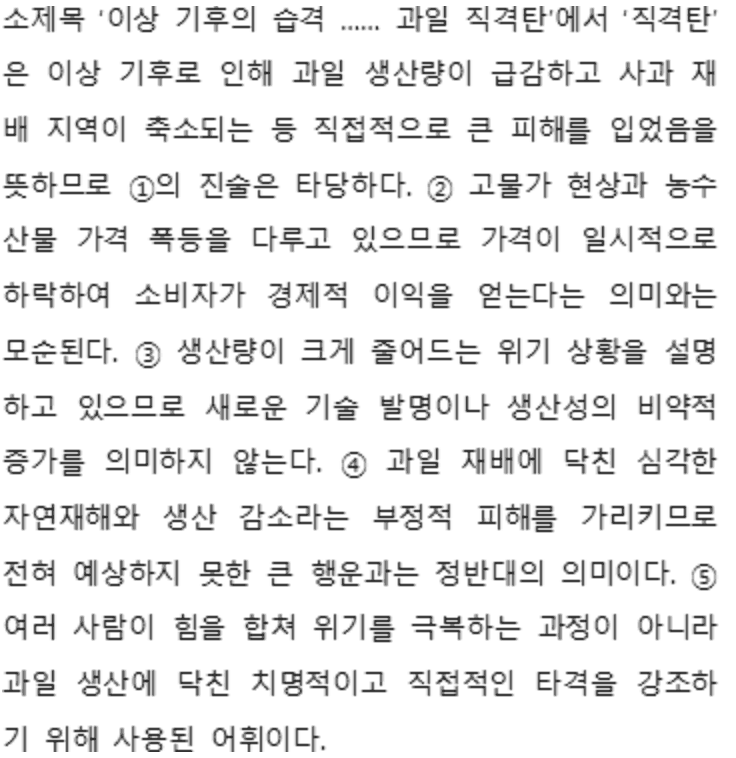 소제목 '이상 기후의 습격 …… 과일 직격탄'에서 '직격탄'
은 이상 기후로 인해 과일 생산량이 급감하고 사과 재
배 지역이 축소되는 등 직접적으로 큰 피해를 입었음을
뜻하므로 ①의 진술은 타당하다. ② 고물가 현상과 농수
산물 가격 폭등을 다루고 있으므로 가격이 일시적으로
하락하여 소비자가 경제적 이익을 얻는다는 의미와는
모순된다. ③ 생산량이 크게 줄어드는 위기 상황을 설명
하고 있으므로 새로운 기술 발명이나 생산성의 비약적
증가를 의미하지 않는다. ④ 과일 재배에 닥친 심각한
자연재해와 생산 감소라는 부정적 피해를 가리키므로
전혀 예상하지 못한 큰 행운과는 정반대의 의미이다. ⑤
여러 사람이 힘을 합쳐 위기를 극복하는 과정이 아니라
과일 생산에 닥친 치명적이고 직접적인 타격을 강조하
기 위해 사용된 어휘이다.